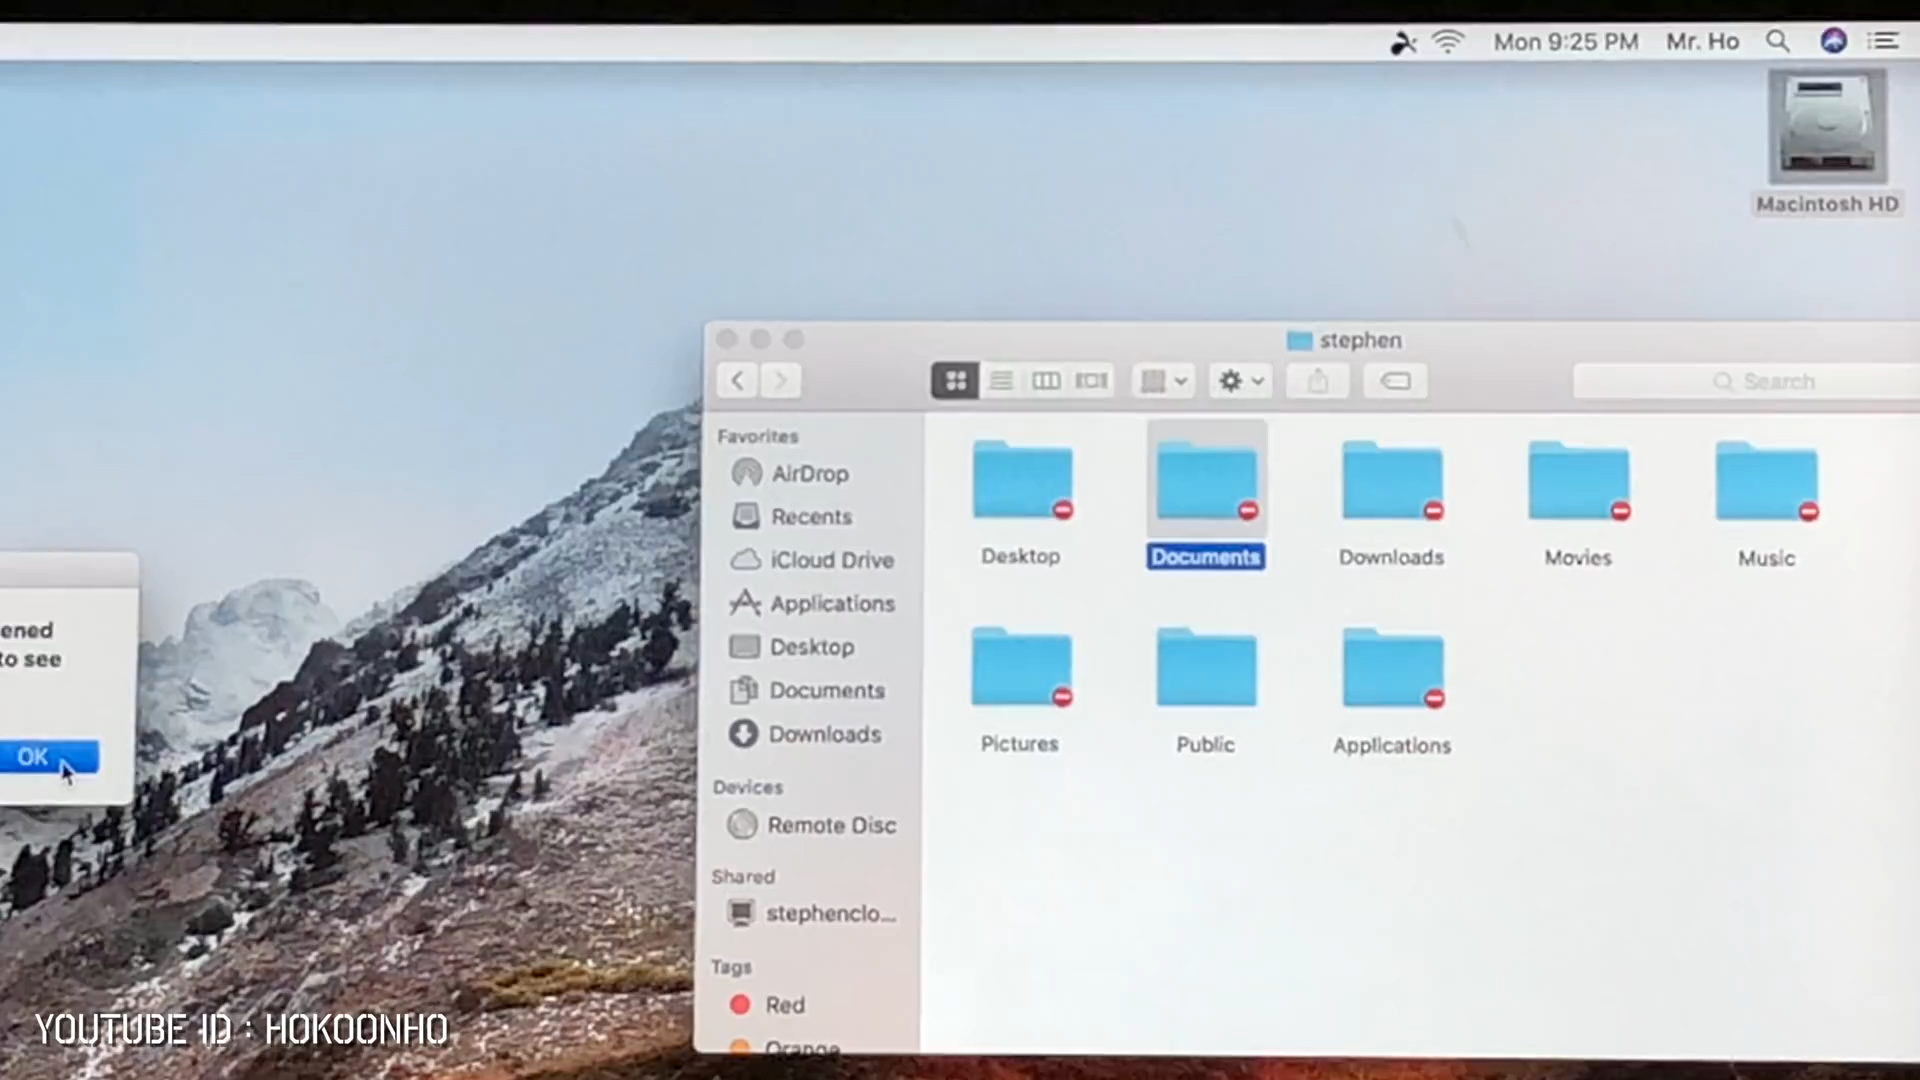 Mon 9:25 PM Mr. Ho
Macintosh HD
stephen
Search
Favorites
AirDrop
Recents
iCloud Drive
Applications
Desktop
Documents
Downloads
Devices
Remote Disc
Shared
stephenclo...
Tags
Red
Orange
Desktop
Documents
Downloads
Movies
Music
Pictures
Public
Applications
ened
to see
OK
YOUTUBE ID : HOKOONHO